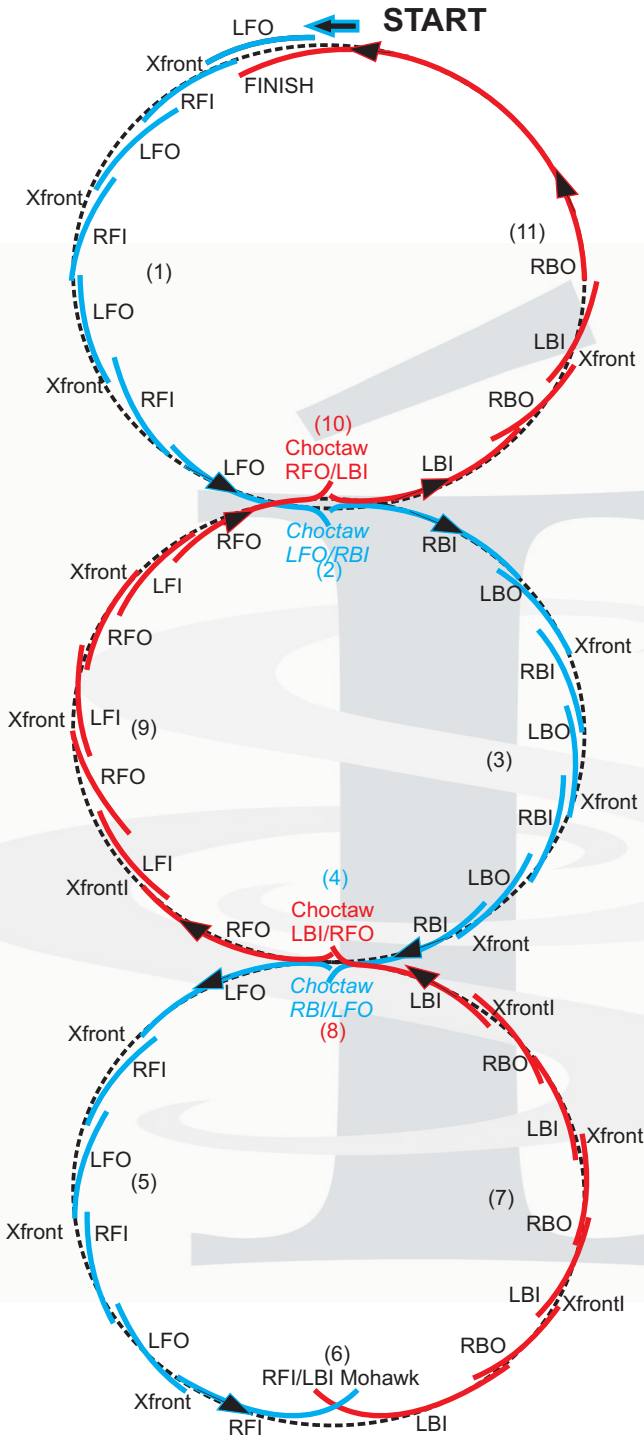 START
LFO
Xfront
FINISH
RFI
LFO
Xfront
RFI
(1)
LFO
Xfront
RFI
LFO
(11)
RBO
LBI
Xfront
RBO
LBI
(10)
Choctaw
RFO/LBI
Choctaw
LFO/RBI
(2)
RBI
LBO
Xfront
RBI
LBO
(3)
Xfront
RBI
LBO
Xfront
RBI
RFO
LFI
Xfront
RFO
LFI
Xfront
(9)
RFO
LFI
XfrontI
RFO
(4)
Choctaw
LBI/RFO
Choctaw
RBI/LFO
(8)
LFO
Xfront
RFI
LFO
(5)
Xfront
RFI
LFO
Xfront
RFI
(6)
RFI/LBI Mohawk
LBI
XfrontI
RBO
LBI
Xfront
(7)
RBO
LBI
XfrontI
RBO
LBI